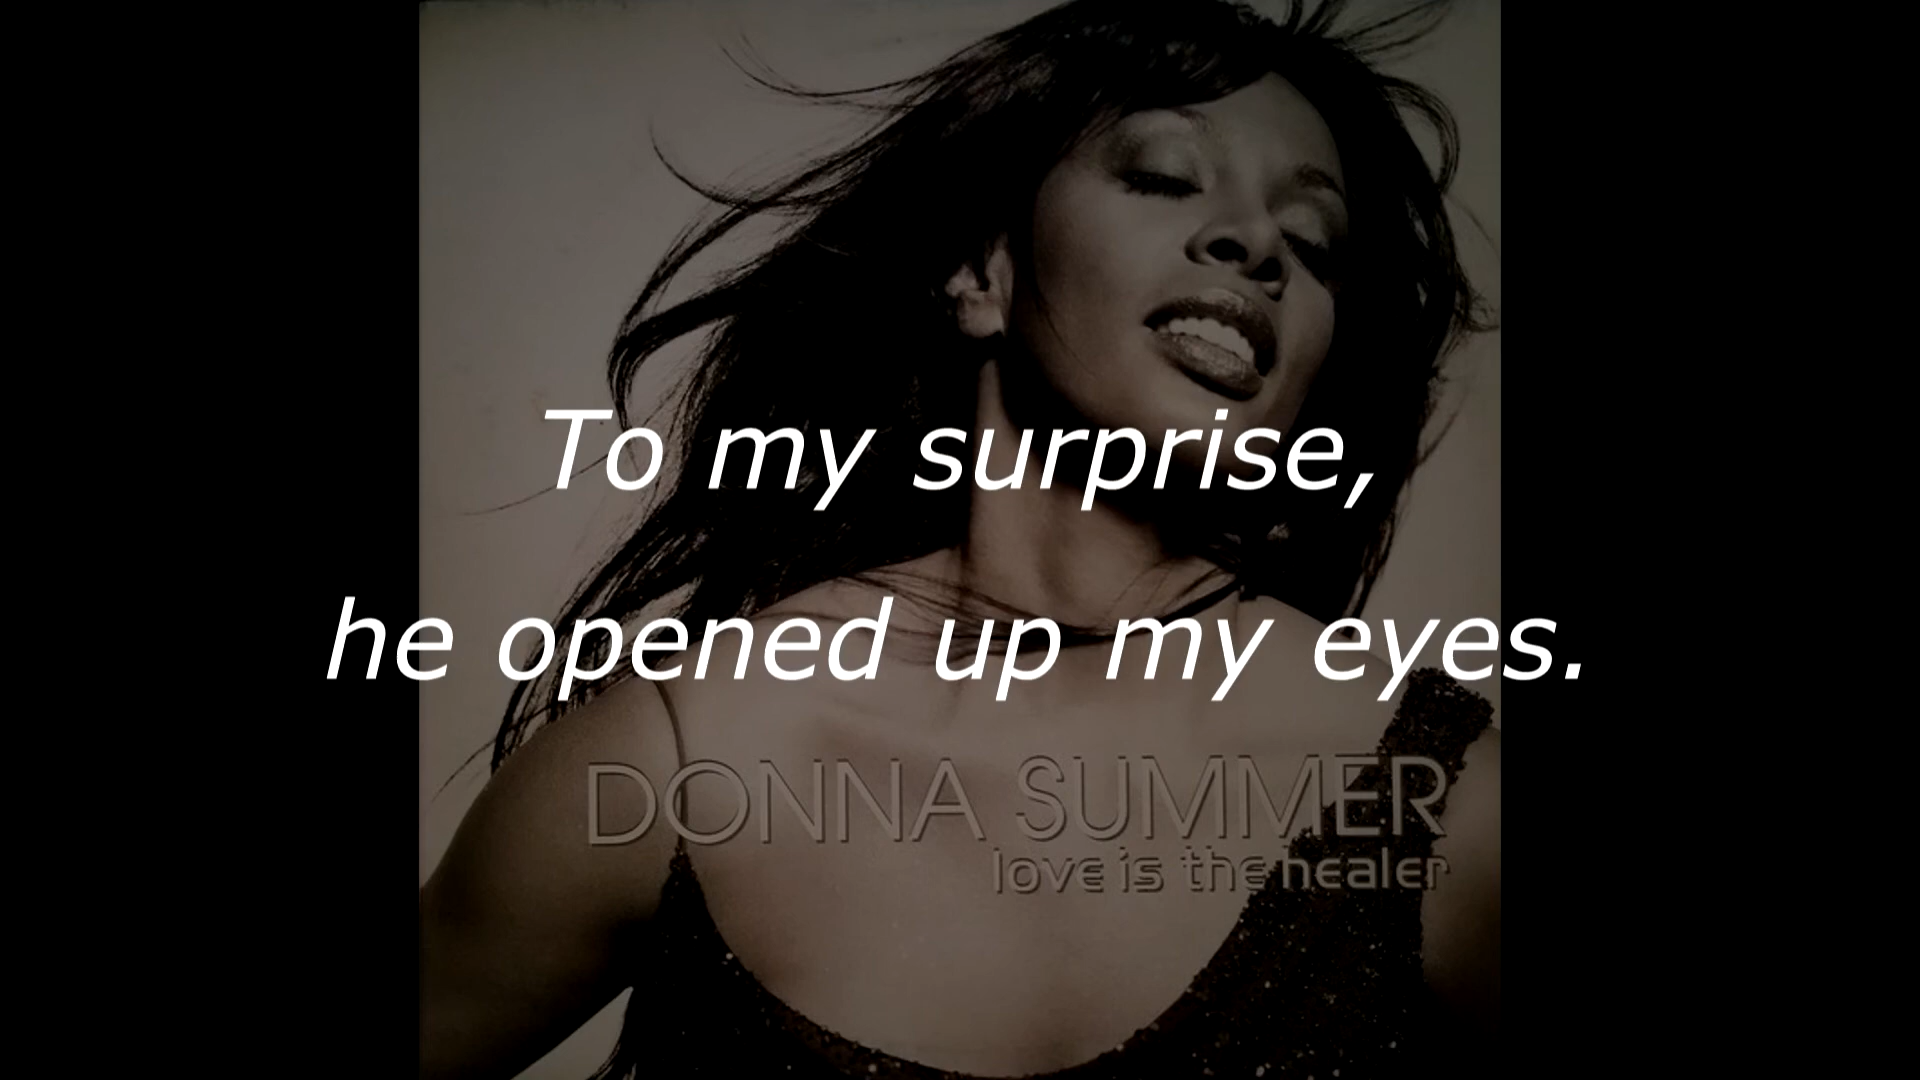 To my surprise,
he opened up my eyes.
DONNA SUMMER
love is the healer